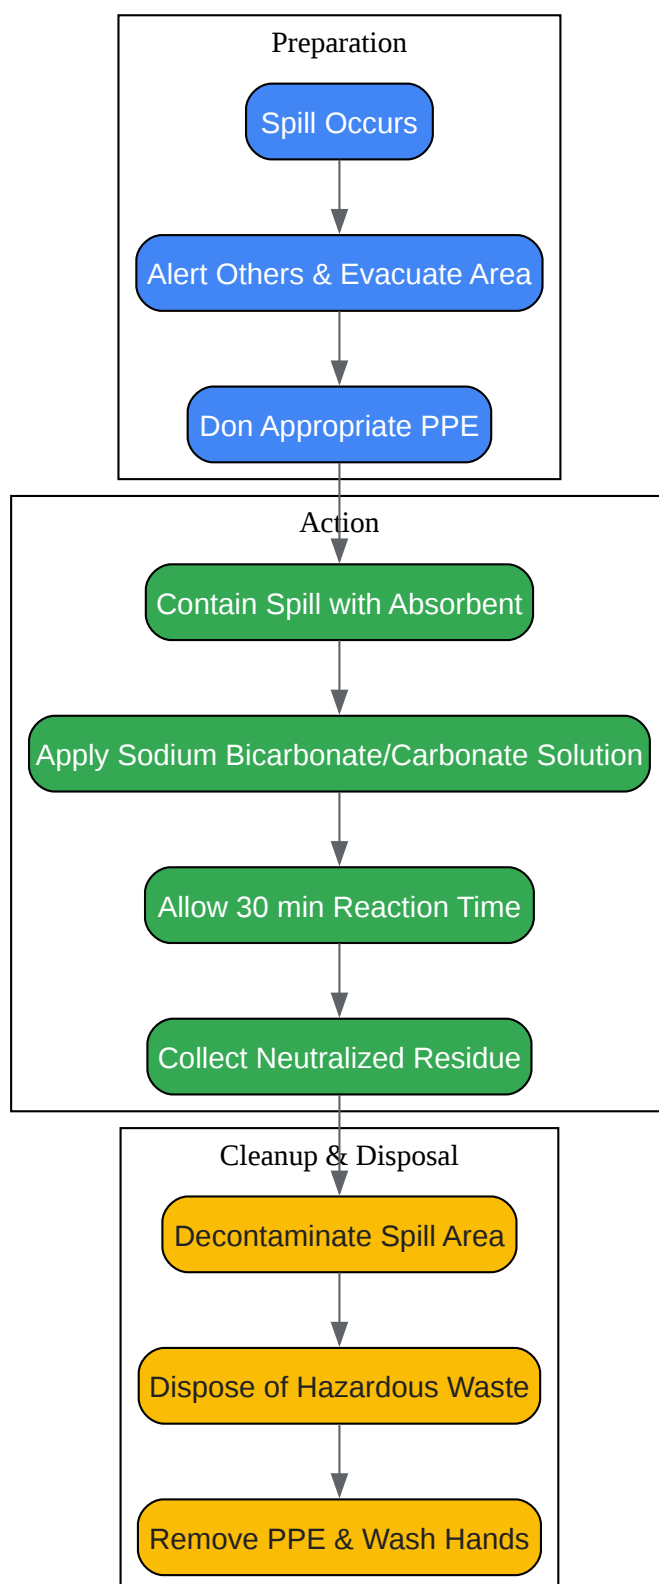 Preparation
Spill Occurs
Alert Others & Evacuate Area
Don Appropriate PPE
Action
Contain Spill with Absorbent
Apply Sodium Bicarbonate/Carbonate Solution
Allow 30 min Reaction Time
Collect Neutralized Residue
Cleanup & Disposal
Decontaminate Spill Area
Dispose of Hazardous Waste
Remove PPE & Wash Hands